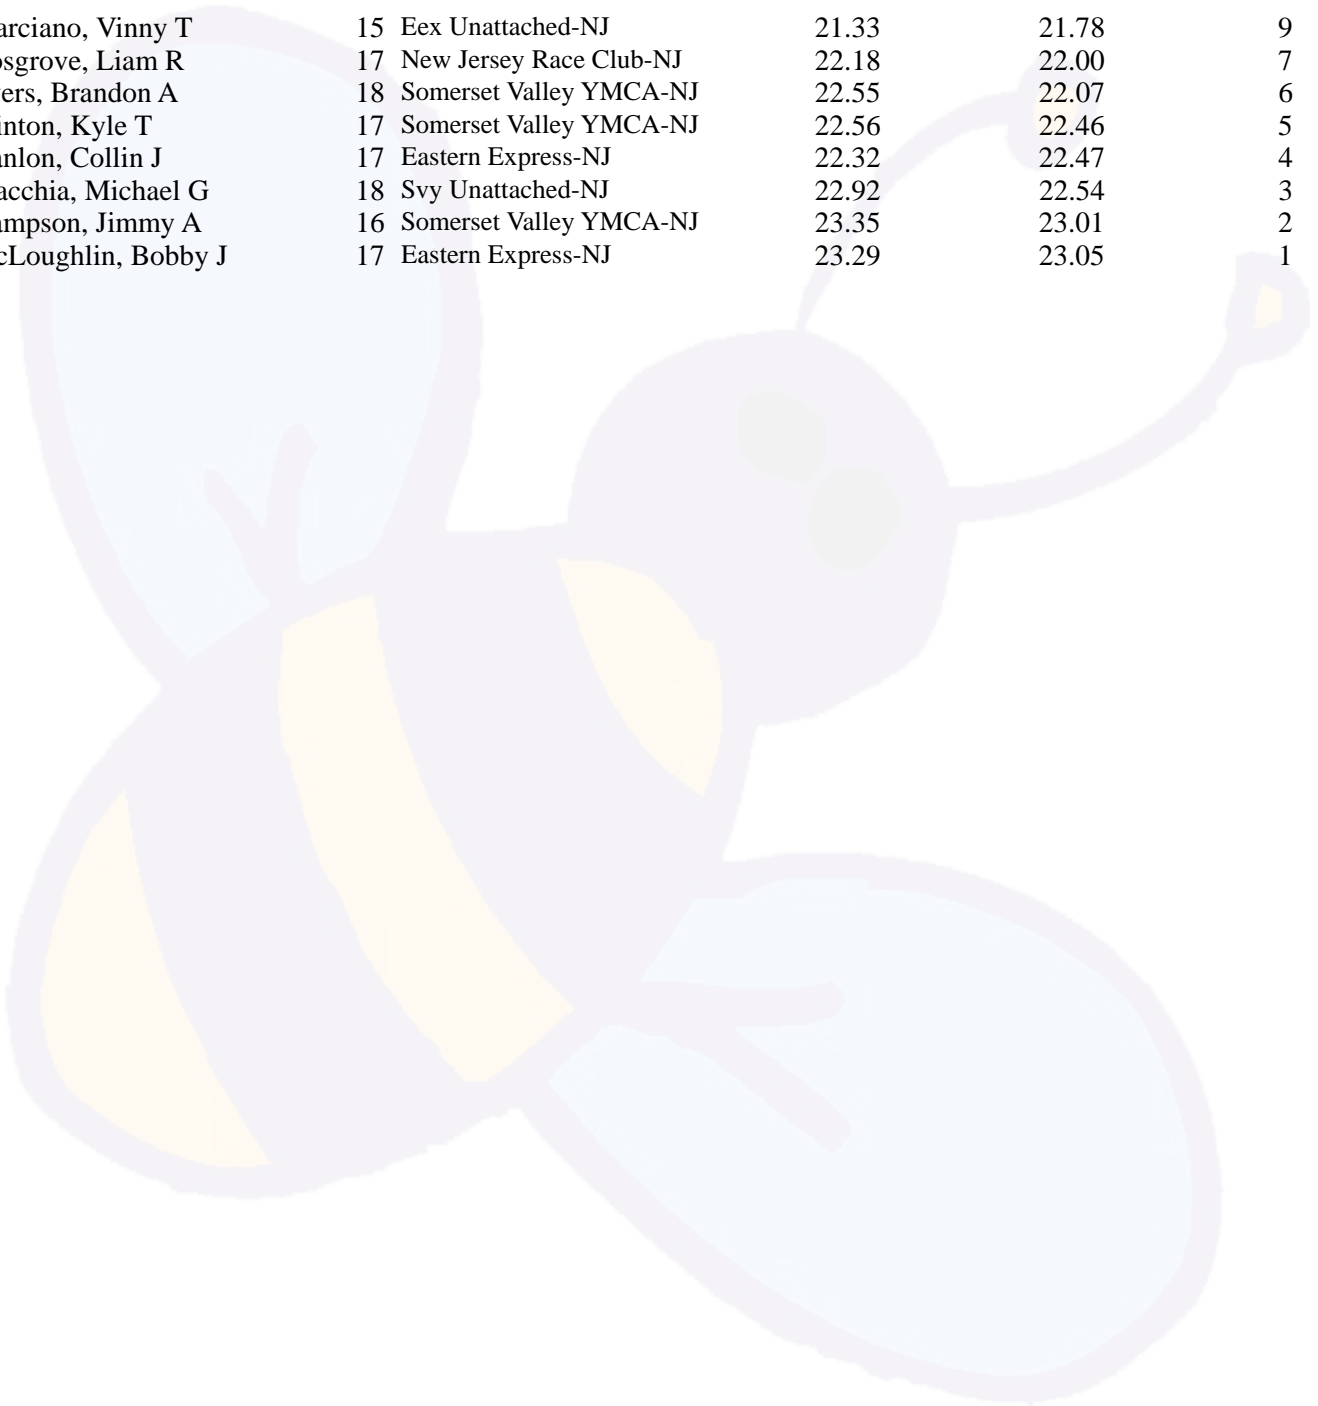 arciano, Vinny T 15 Eex Unattached-NJ 21.33 21.78 9
osgrove, Liam R 17 New Jersey Race Club-NJ 22.18 22.00 7
ers, Brandon A 18 Somerset Valley YMCA-NJ 22.55 22.07 6
inton, Kyle T 17 Somerset Valley YMCA-NJ 22.56 22.46 5
anlon, Collin J 17 Eastern Express-NJ 22.32 22.47 4
acchia, Michael G 18 Svy Unattached-NJ 22.92 22.54 3
ampson, Jimmy A 16 Somerset Valley YMCA-NJ 23.35 23.01 2
cLoughlin, Bobby J 17 Eastern Express-NJ 23.29 23.05 1